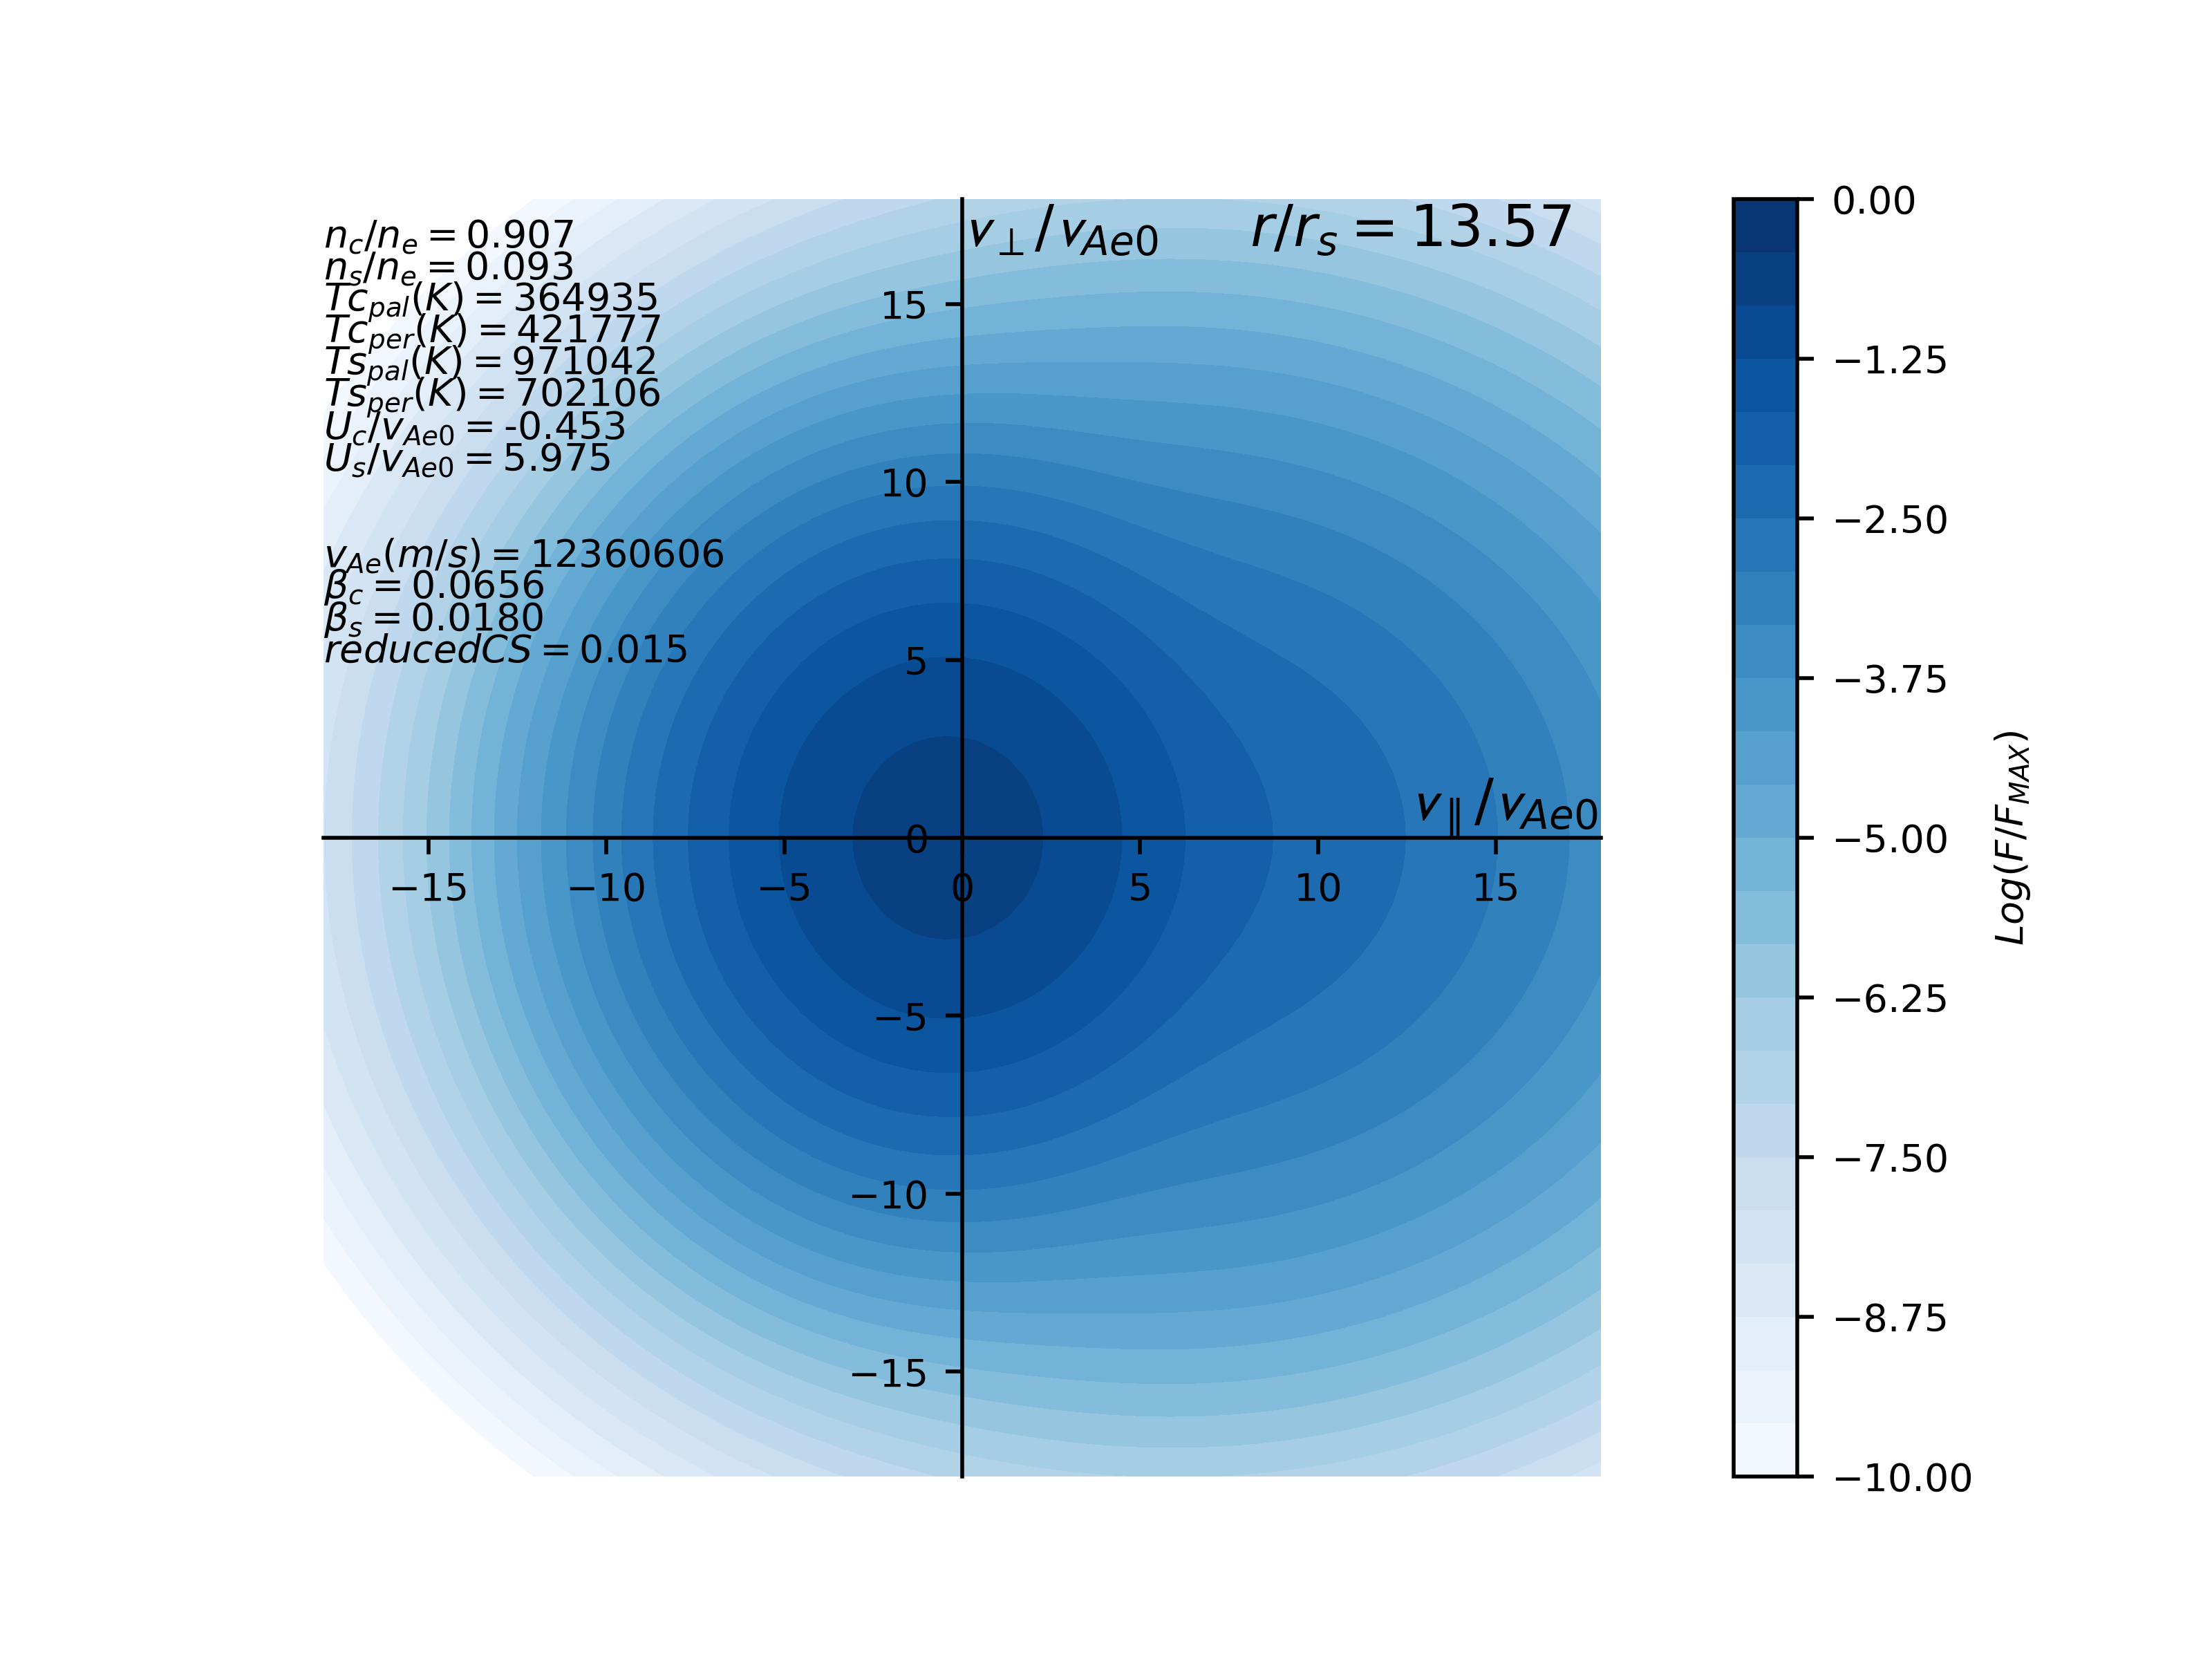 n_c/n_e = 0.907
n_s/n_e = 0.093
Tc_pal(K) = 364935
Tc_per(K) = 421777
Ts_pal(K) = 971042
Ts_per(K) = 702106
U_c/v_Ae0 = -0.453
U_s/v_Ae0 = 5.975
v_Ae(m/s) = 12360606
β_c = 0.0656
β_s = 0.0180
reducedCS = 0.015
v_⊥/v_Ae0
r/r_s = 13.57
15
10
5
0
−5
−10
−15
v_∥/v_Ae0
−15 −10 −5 0 5 10 15
0.00
−1.25
−2.50
−3.75
−5.00
−6.25
−7.50
−8.75
−10.00
Log(F/F_MAX)